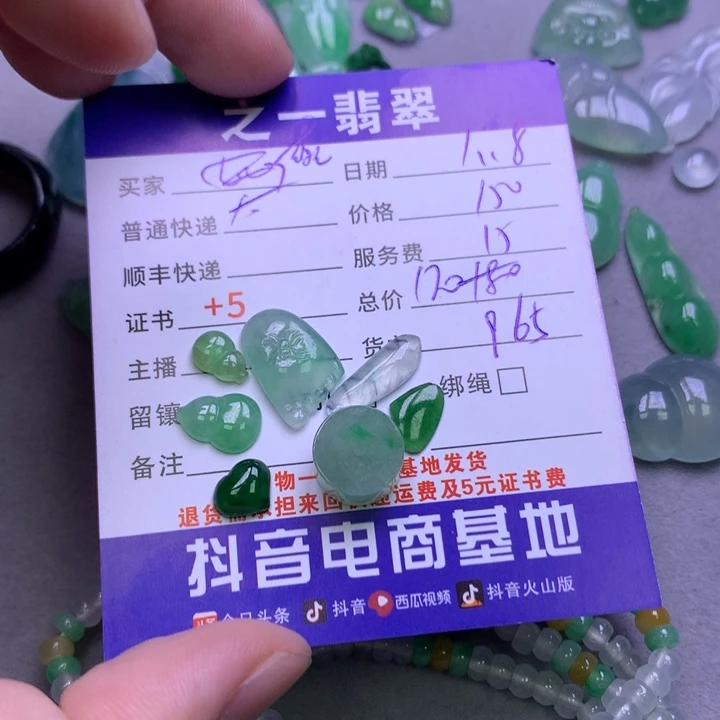 之一翡翠
买家 日期 1.8
普通快递 价格 150
顺丰快递 服务费 15
证书 +5 总价 170
主播 货 965
留镶 绑绳
备注
物一 基地发货
退货 承担来回 运费及5元证书费
抖音电商基地
今日头条 抖音 西瓜视频 抖音火山版